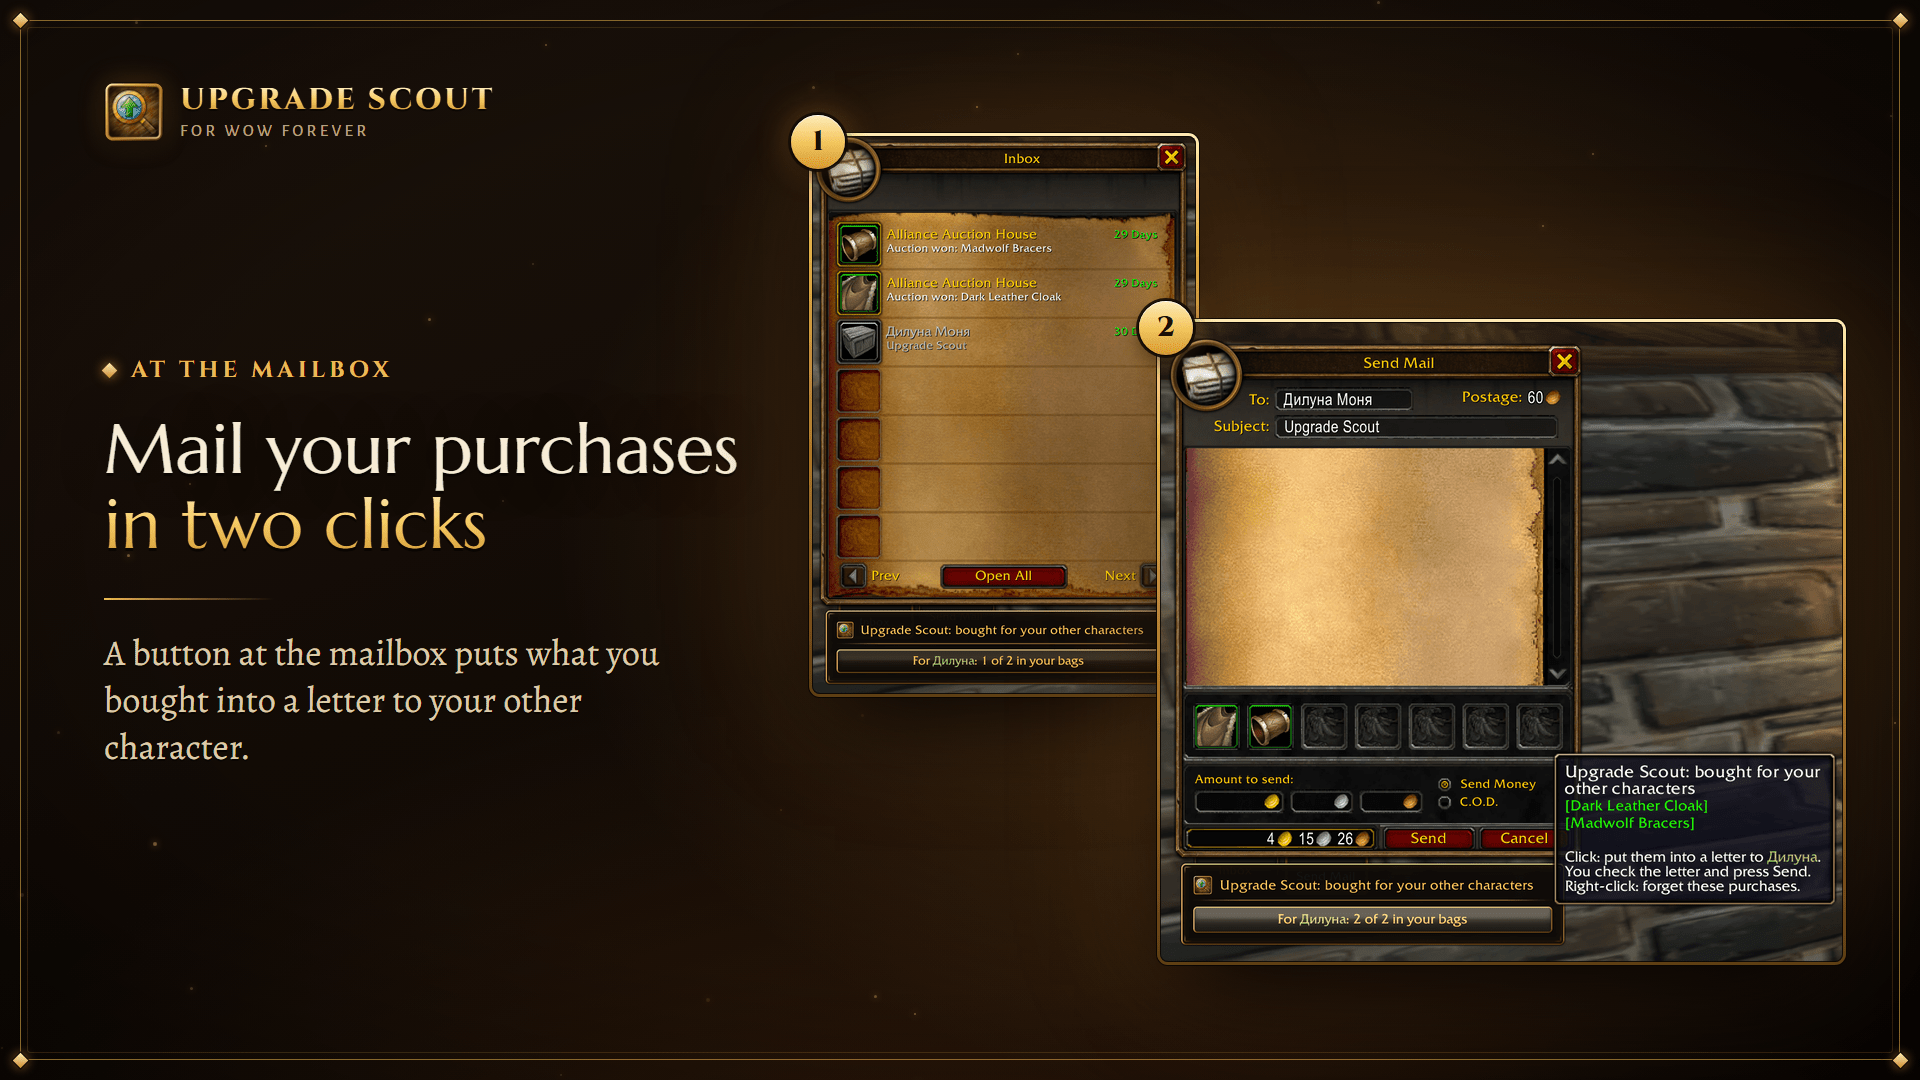 UPGRADE SCOUT
FOR WOW FOREVER
AT THE MAILBOX
Mail your purchases
in two clicks
A button at the mailbox puts what you
bought into a letter to your other
character.
1
Inbox
Alliance Auction House 29 Days
Auction won: Madwolf Bracers
Alliance Auction House 29 Days
Auction won: Dark Leather Cloak
Дилуна Моня 30
Upgrade Scout
Prev Open All Next
Upgrade Scout: bought for your other characters
For Дилуна: 1 of 2 in your bags
2
Send Mail
To: Дилуна Моня Postage: 60
Subject: Upgrade Scout
Amount to send:
Send Money
C.O.D.
4 15 26 Send Cancel
Upgrade Scout: bought for your other characters
For Дилуна: 2 of 2 in your bags
Upgrade Scout: bought for your
other characters
[Dark Leather Cloak]
[Madwolf Bracers]
Click: put them into a letter to Дилуна.
You check the letter and press Send.
Right-click: forget these purchases.